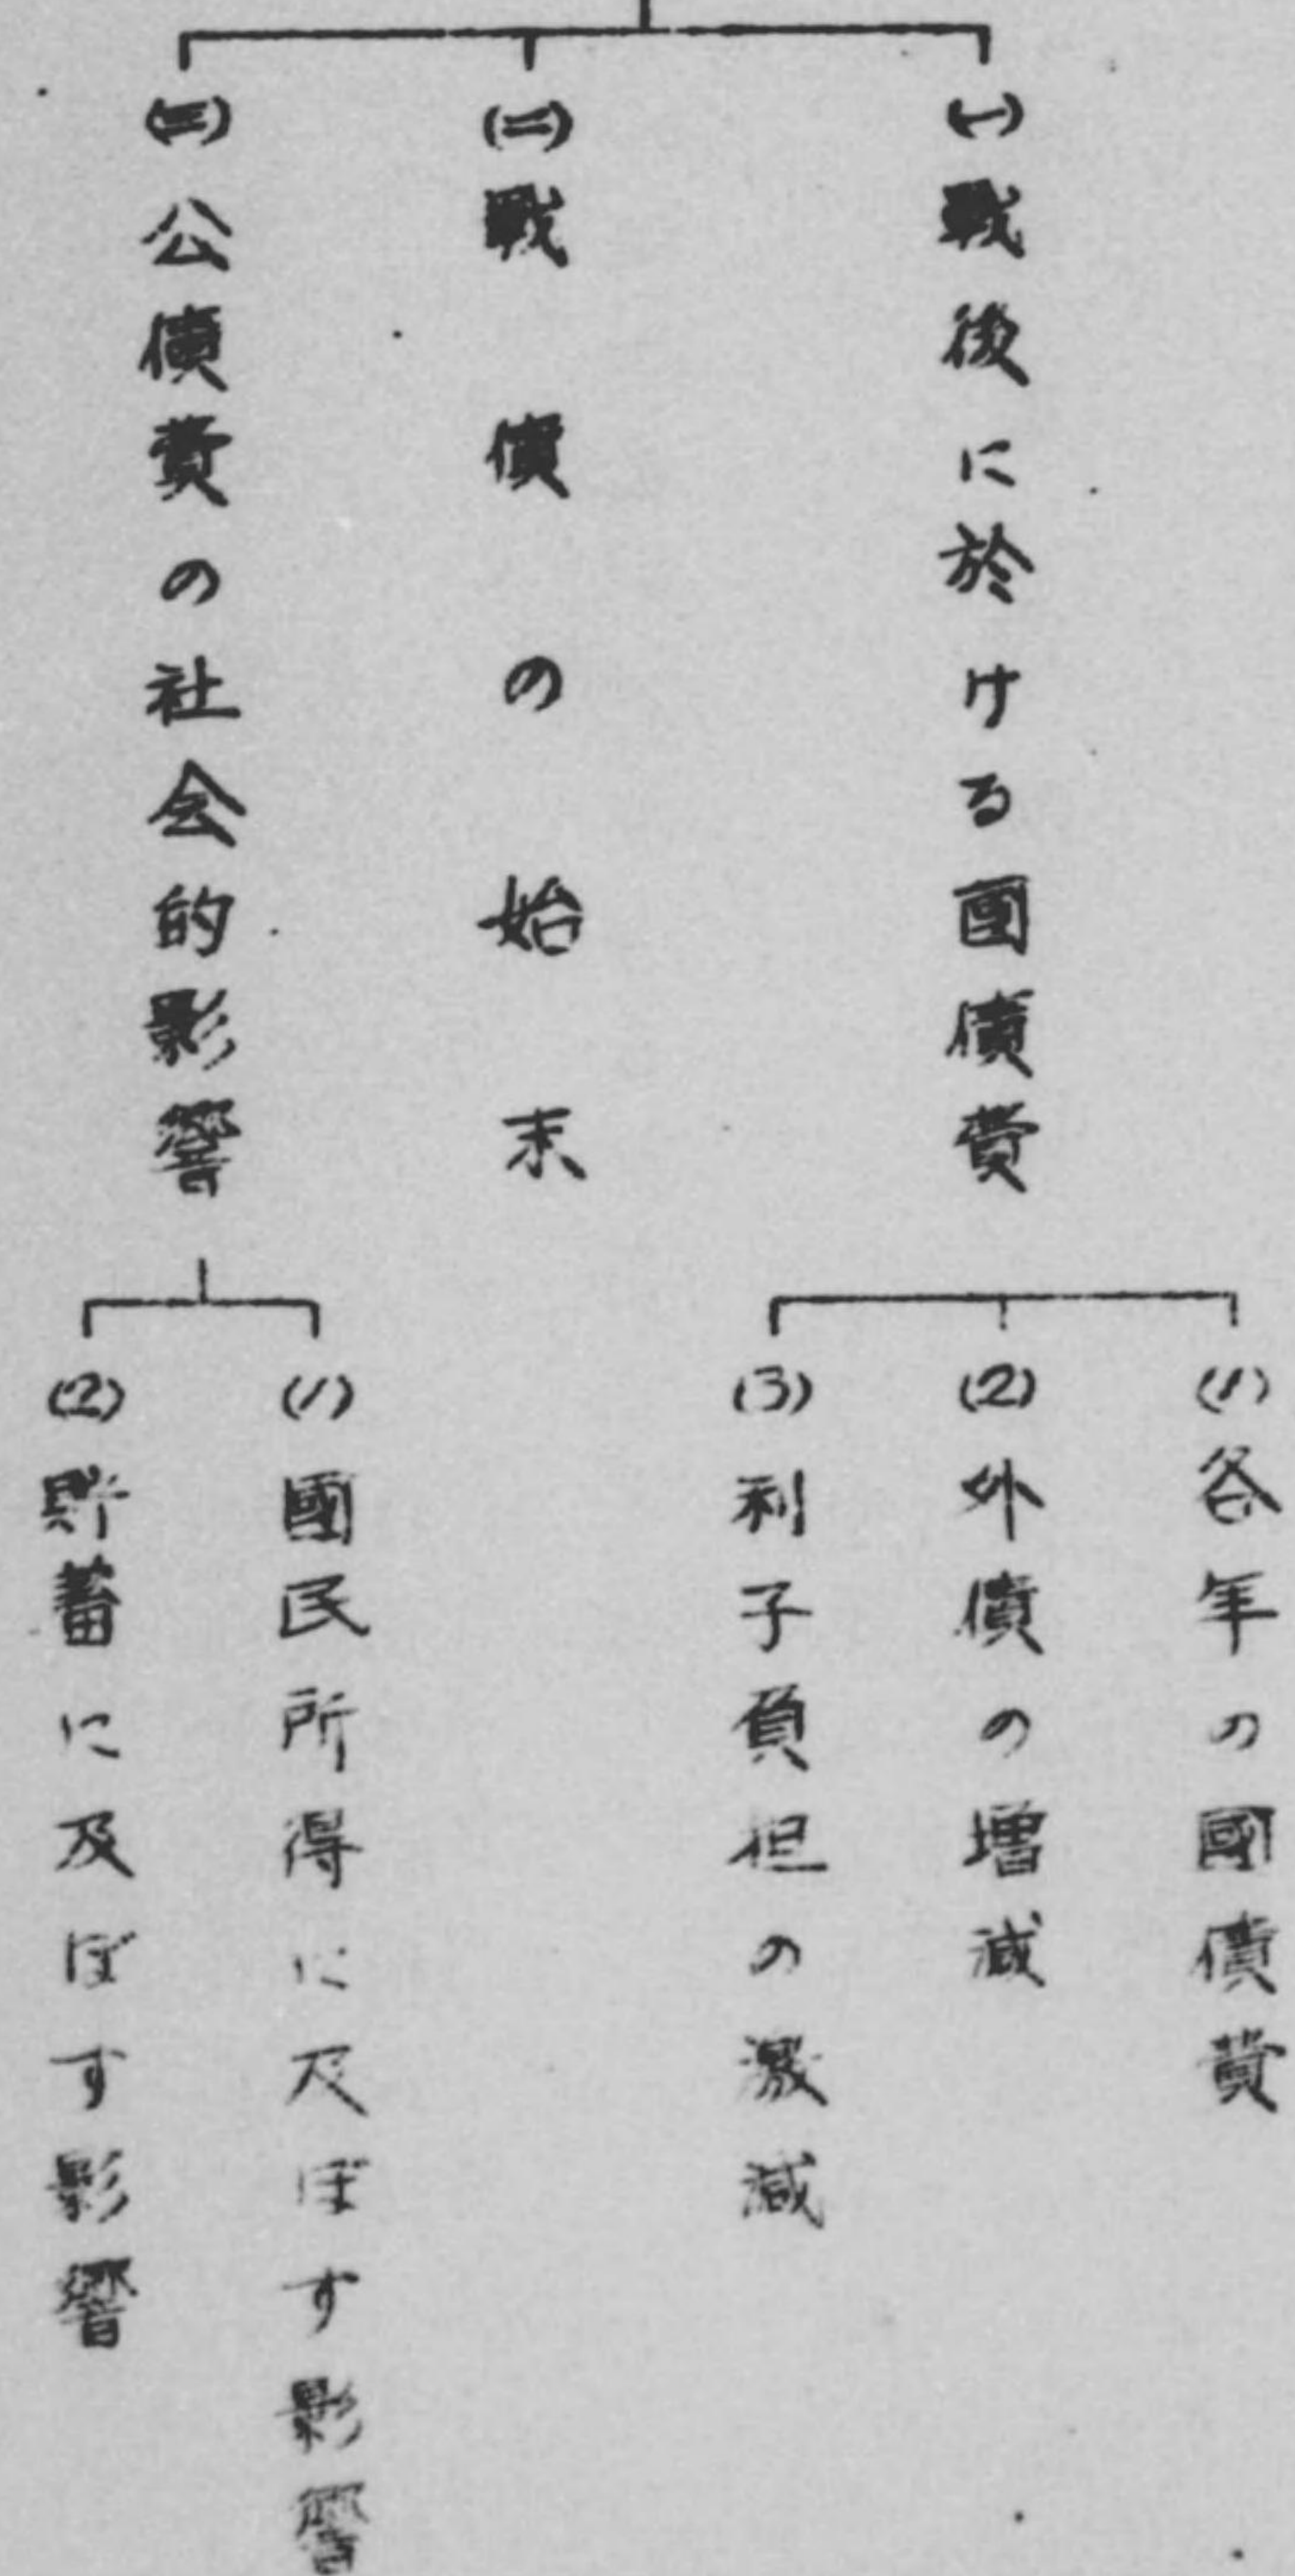 (一)戰後に於ける國債費
(1)各年の國債費
(2)外債の増減
(3)利子負担の激減
(二)戰債の始末
(三)公債費の社会的影響
(1)國民所得に及ぼす影響
(2)貯蓄に及ぼす影響